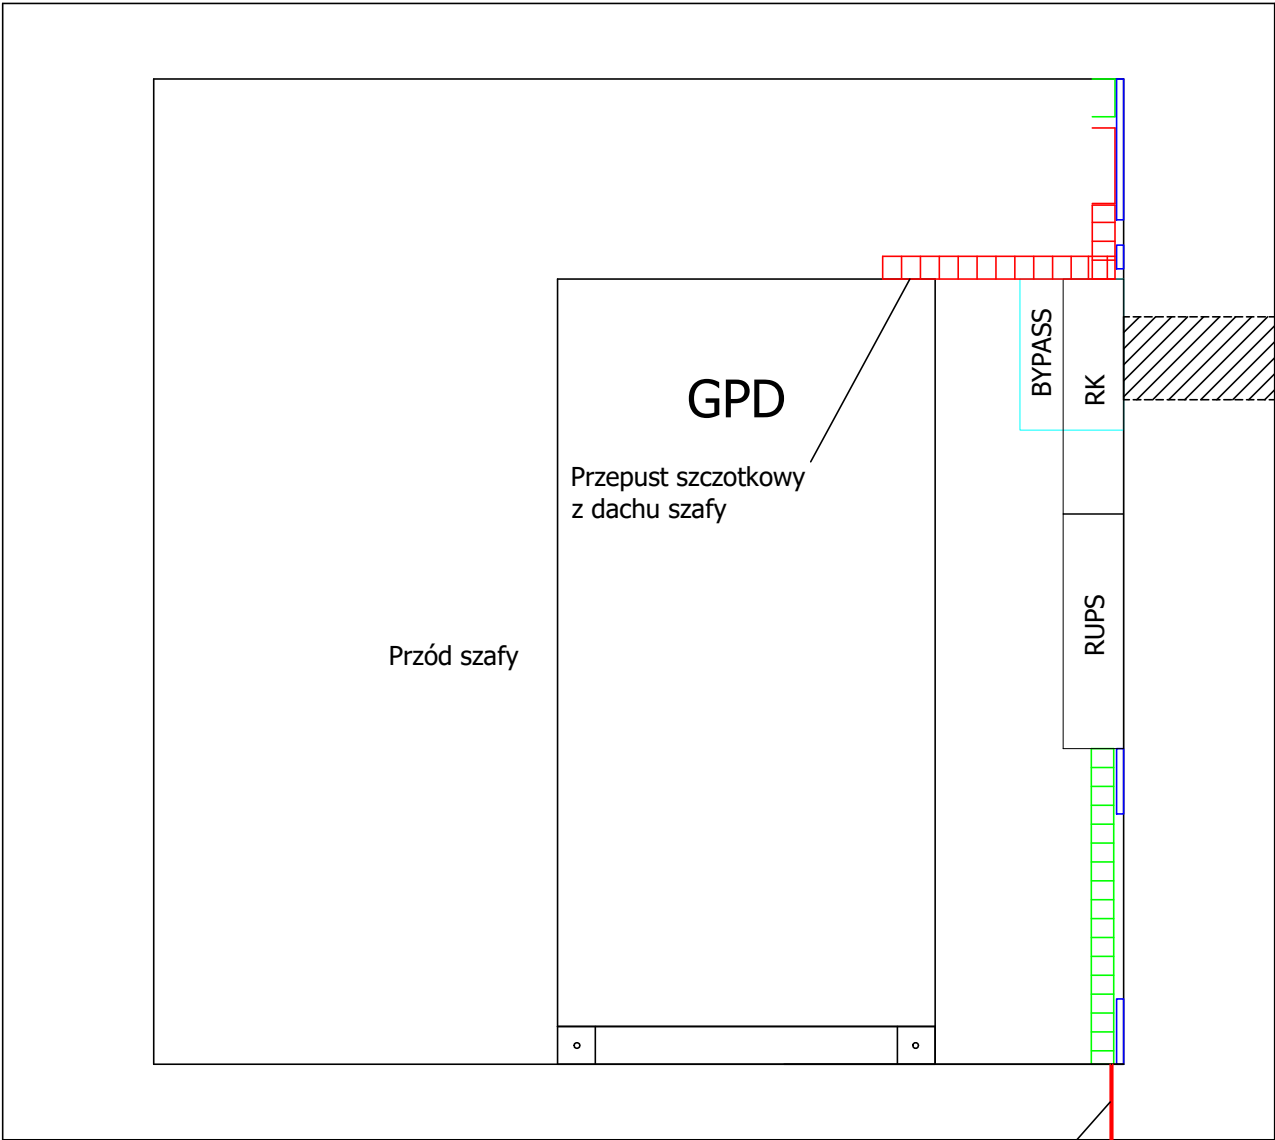 BYPASS
RK
GPD
Przepust szczotkowy
z dachu szafy
RUPS
Przód szafy